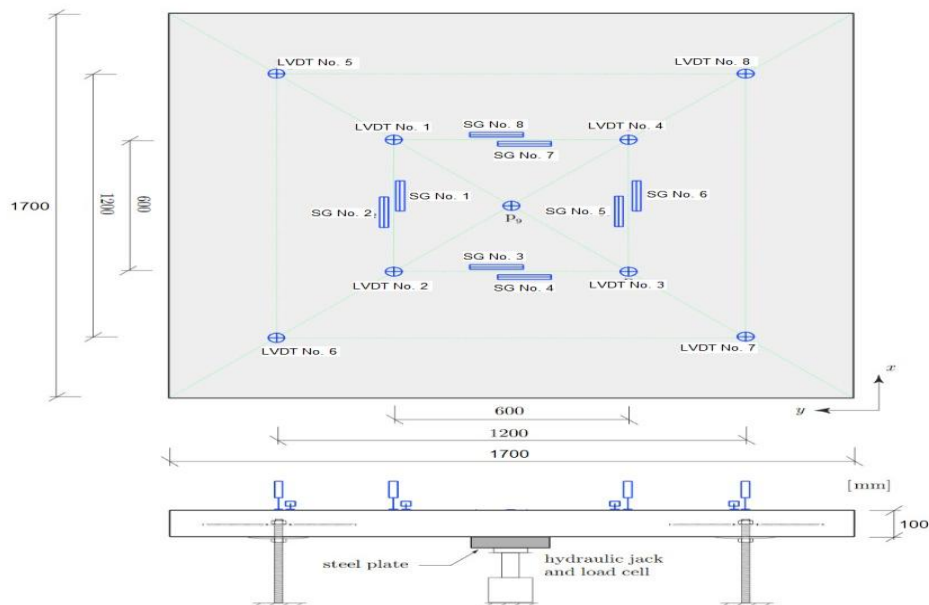 LVDT No. 5
LVDT No. 8
LVDT No. 1
SG No. 8
LVDT No. 4
SG No. 7
1700
1200
600
SG No. 1
SG No. 6
SG No. 2
SG No. 5
P9
SG No. 3
LVDT No. 2
SG No. 4
LVDT No. 3
LVDT No. 6
LVDT No. 7
x
y
600
1200
1700
[mm]
100
steel plate
hydraulic jack
and load cell